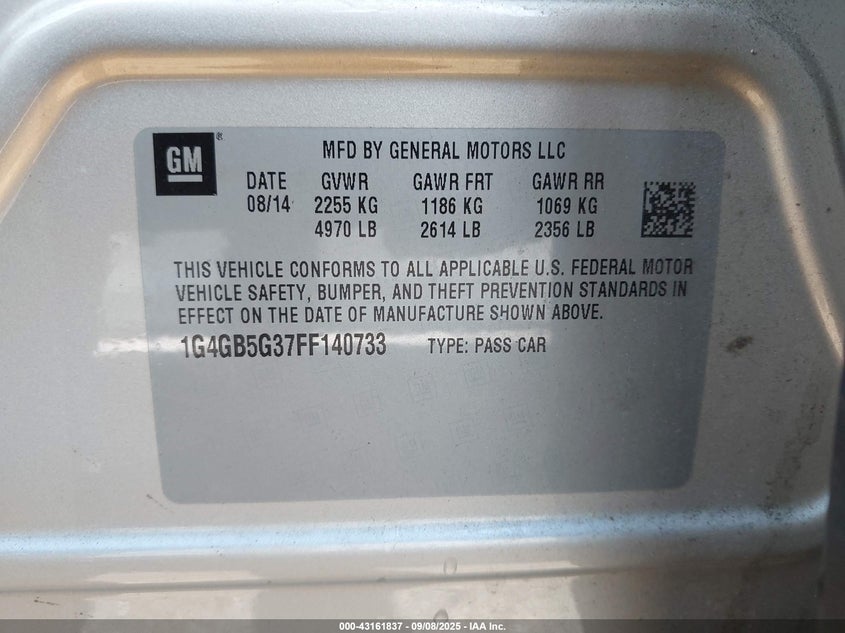 GM
MFD BY GENERAL MOTORS LLC
DATE GVWR GAWR FRT GAWR RR
08/14 2255 KG 1186 KG 1069 KG
4970 LB 2614 LB 2356 LB
THIS VEHICLE CONFORMS TO ALL APPLICABLE U.S. FEDERAL MOTOR
VEHICLE SAFETY, BUMPER, AND THEFT PREVENTION STANDARDS IN
EFFECT ON THE DATE OF MANUFACTURE SHOWN ABOVE.
1G4GB5G37FF140733 TYPE: PASS CAR
000-43161837 - 09/08/2025 - IAA Inc.